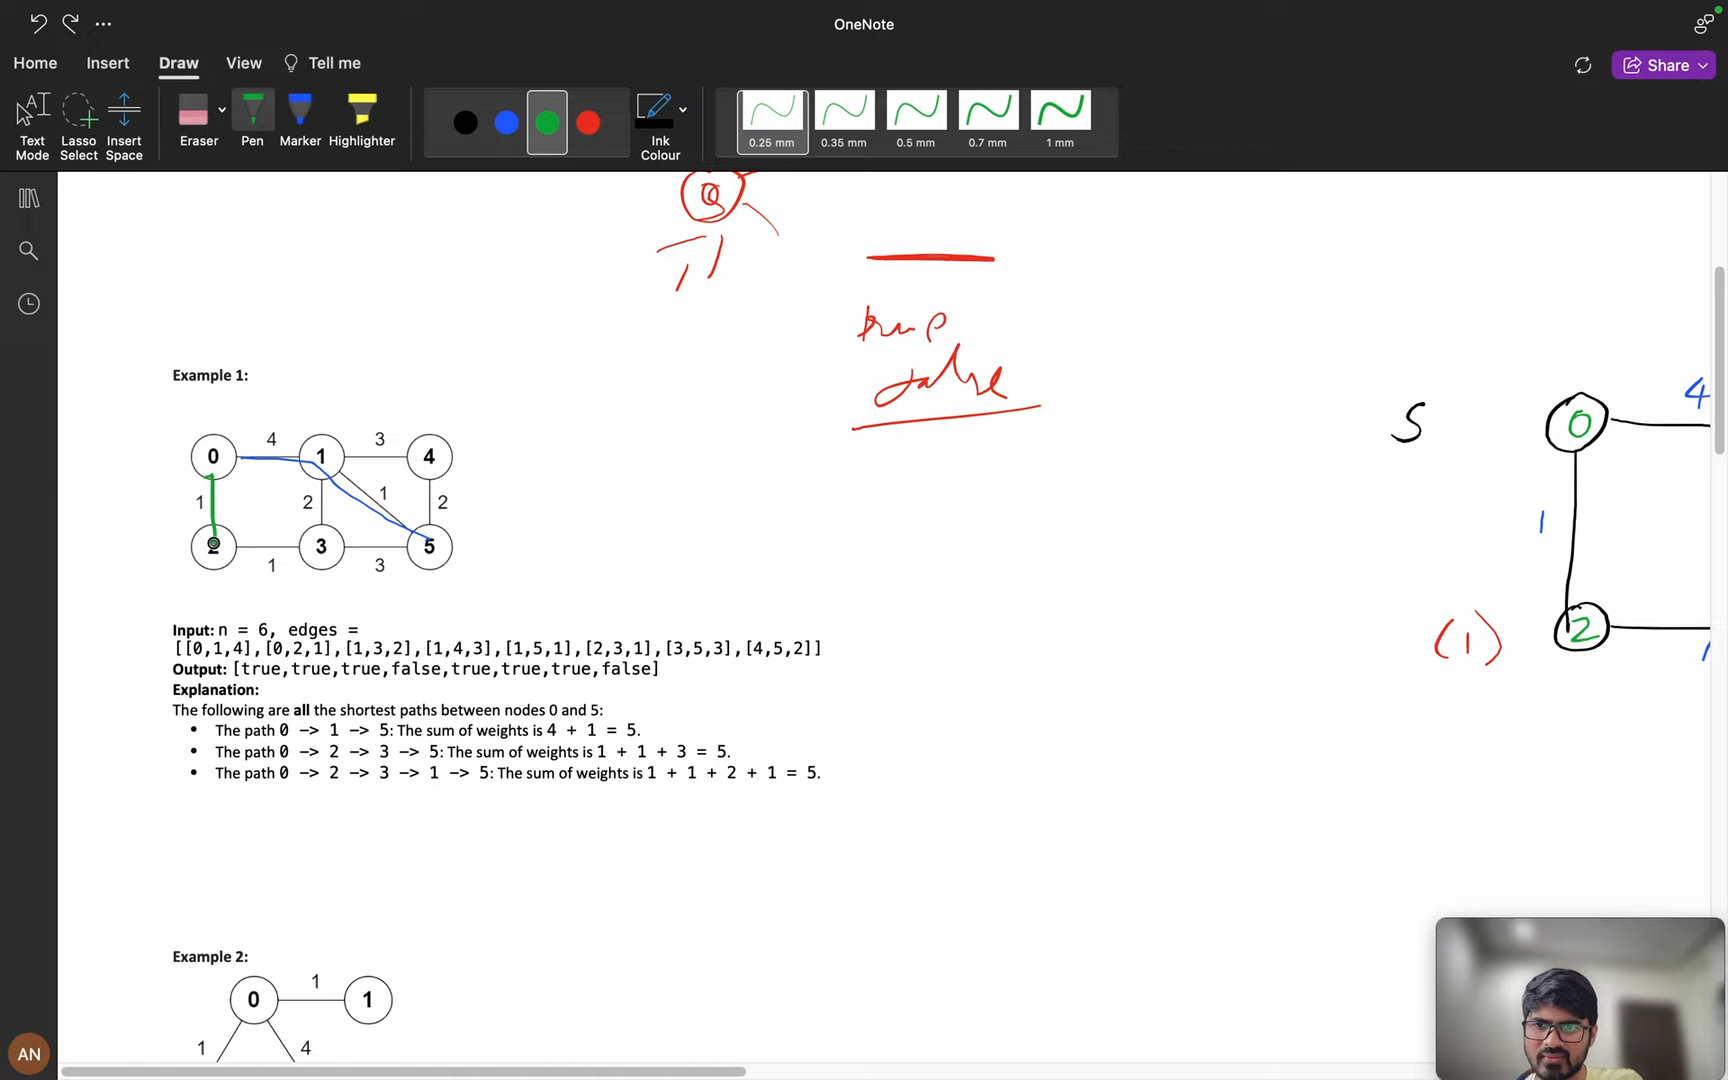 OneNote
Home Insert Draw View Tell me
Share
Text Mode
Lasso Select
Insert Space
Eraser
Pen
Marker
Highlighter
Ink Colour
0.25 mm
0.35 mm
0.5 mm
0.7 mm
1 mm
true
false
Example 1:
4 3
0 1 4
1 2 1 2
2 3 5
1 3
S 0 4
1
(1) 2
Input: n = 6, edges =
[[0,1,4],[0,2,1],[1,3,2],[1,4,3],[1,5,1],[2,3,1],[3,5,3],[4,5,2]]
Output: [true,true,true,false,true,true,true,false]
Explanation:
The following are all the shortest paths between nodes 0 and 5:
• The path 0 -> 1 -> 5: The sum of weights is 4 + 1 = 5.
• The path 0 -> 2 -> 3 -> 5: The sum of weights is 1 + 1 + 3 = 5.
• The path 0 -> 2 -> 3 -> 1 -> 5: The sum of weights is 1 + 1 + 2 + 1 = 5.
Example 2:
1
0 1
1 4
AN